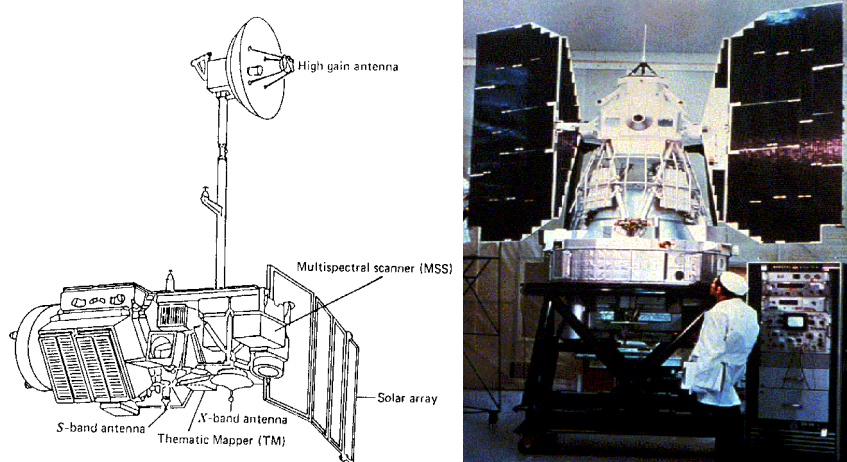 High gain antenna
Multispectral scanner (MSS)
Solar array
X-band antenna
S-band antenna
Thematic Mapper (TM)